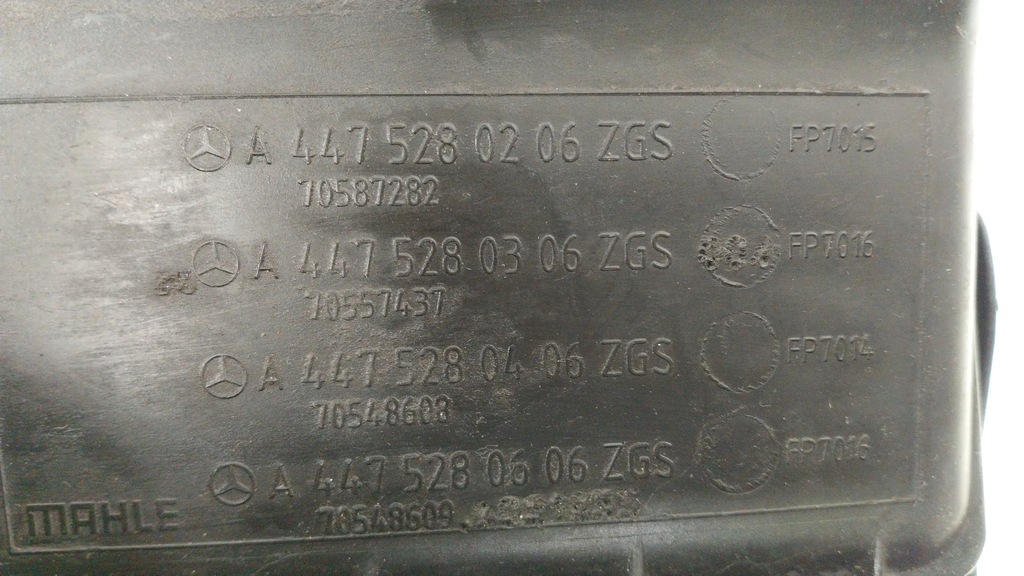 A 447 528 02 06 ZGS FP7015
70587282
A 447 528 03 06 ZGS FP7016
70557437
A 447 528 04 06 ZGS FP7014
70548608
A 447 528 06 06 ZGS FP7016
70548609
MAHLE